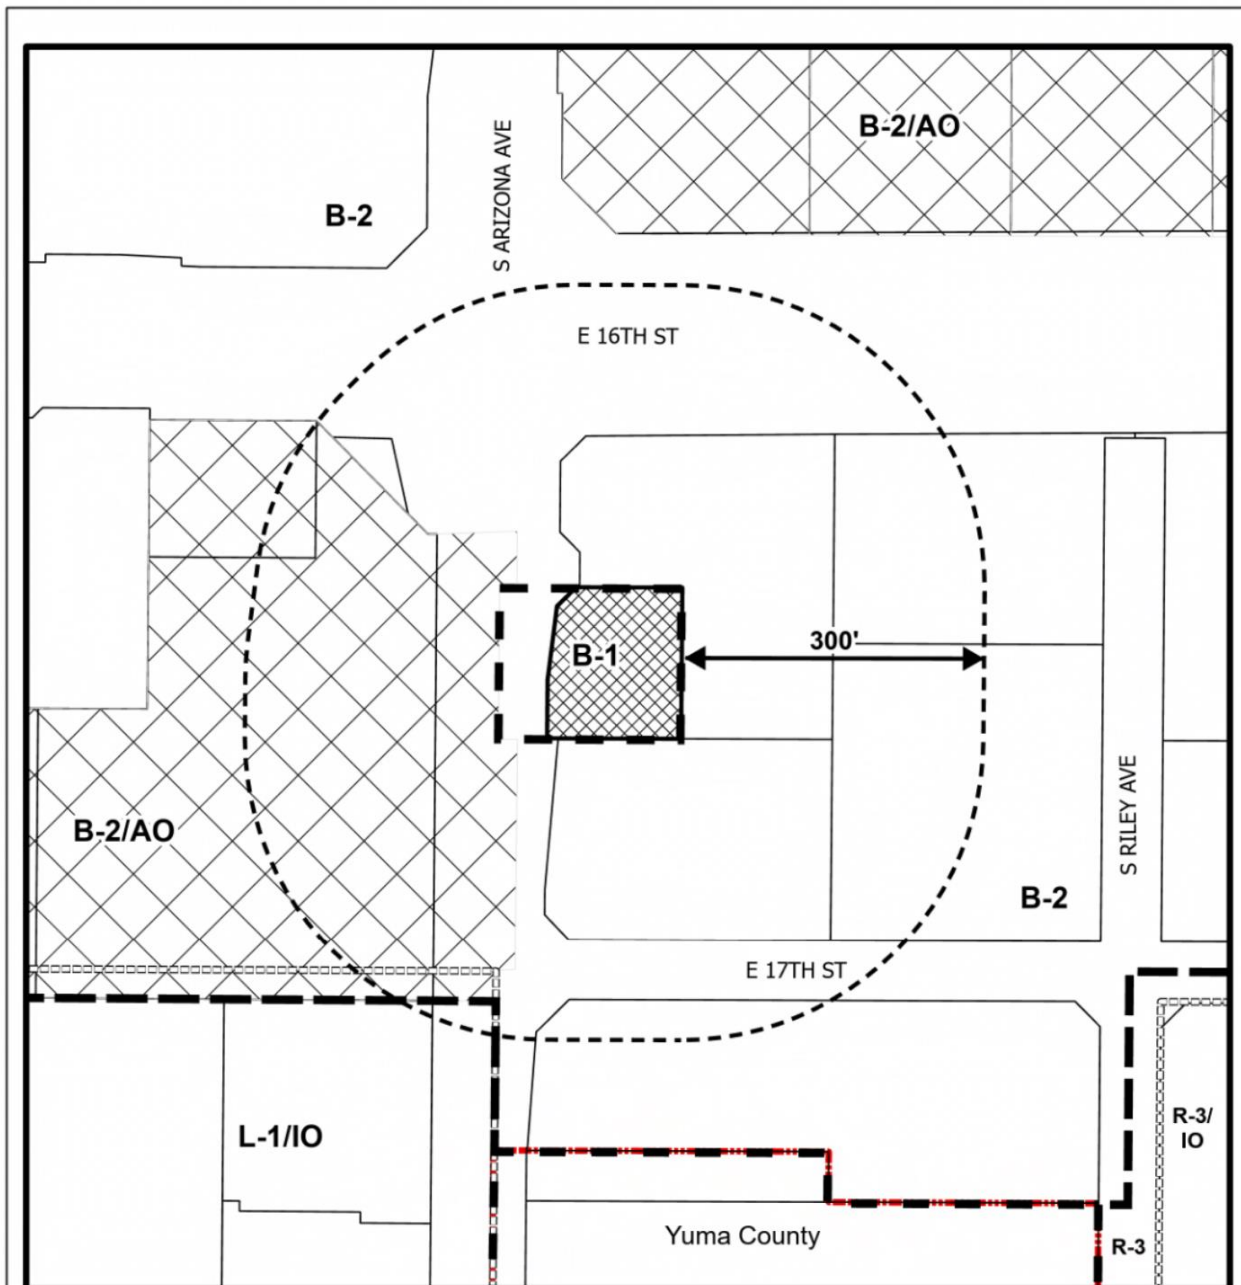 B-2/AO
S ARIZONA AVE
B-2
E 16TH ST
300'
B-1
B-2/AO
S RILEY AVE
B-2
E 17TH ST
R-3/
IO
L-1/IO
Yuma County
R-3